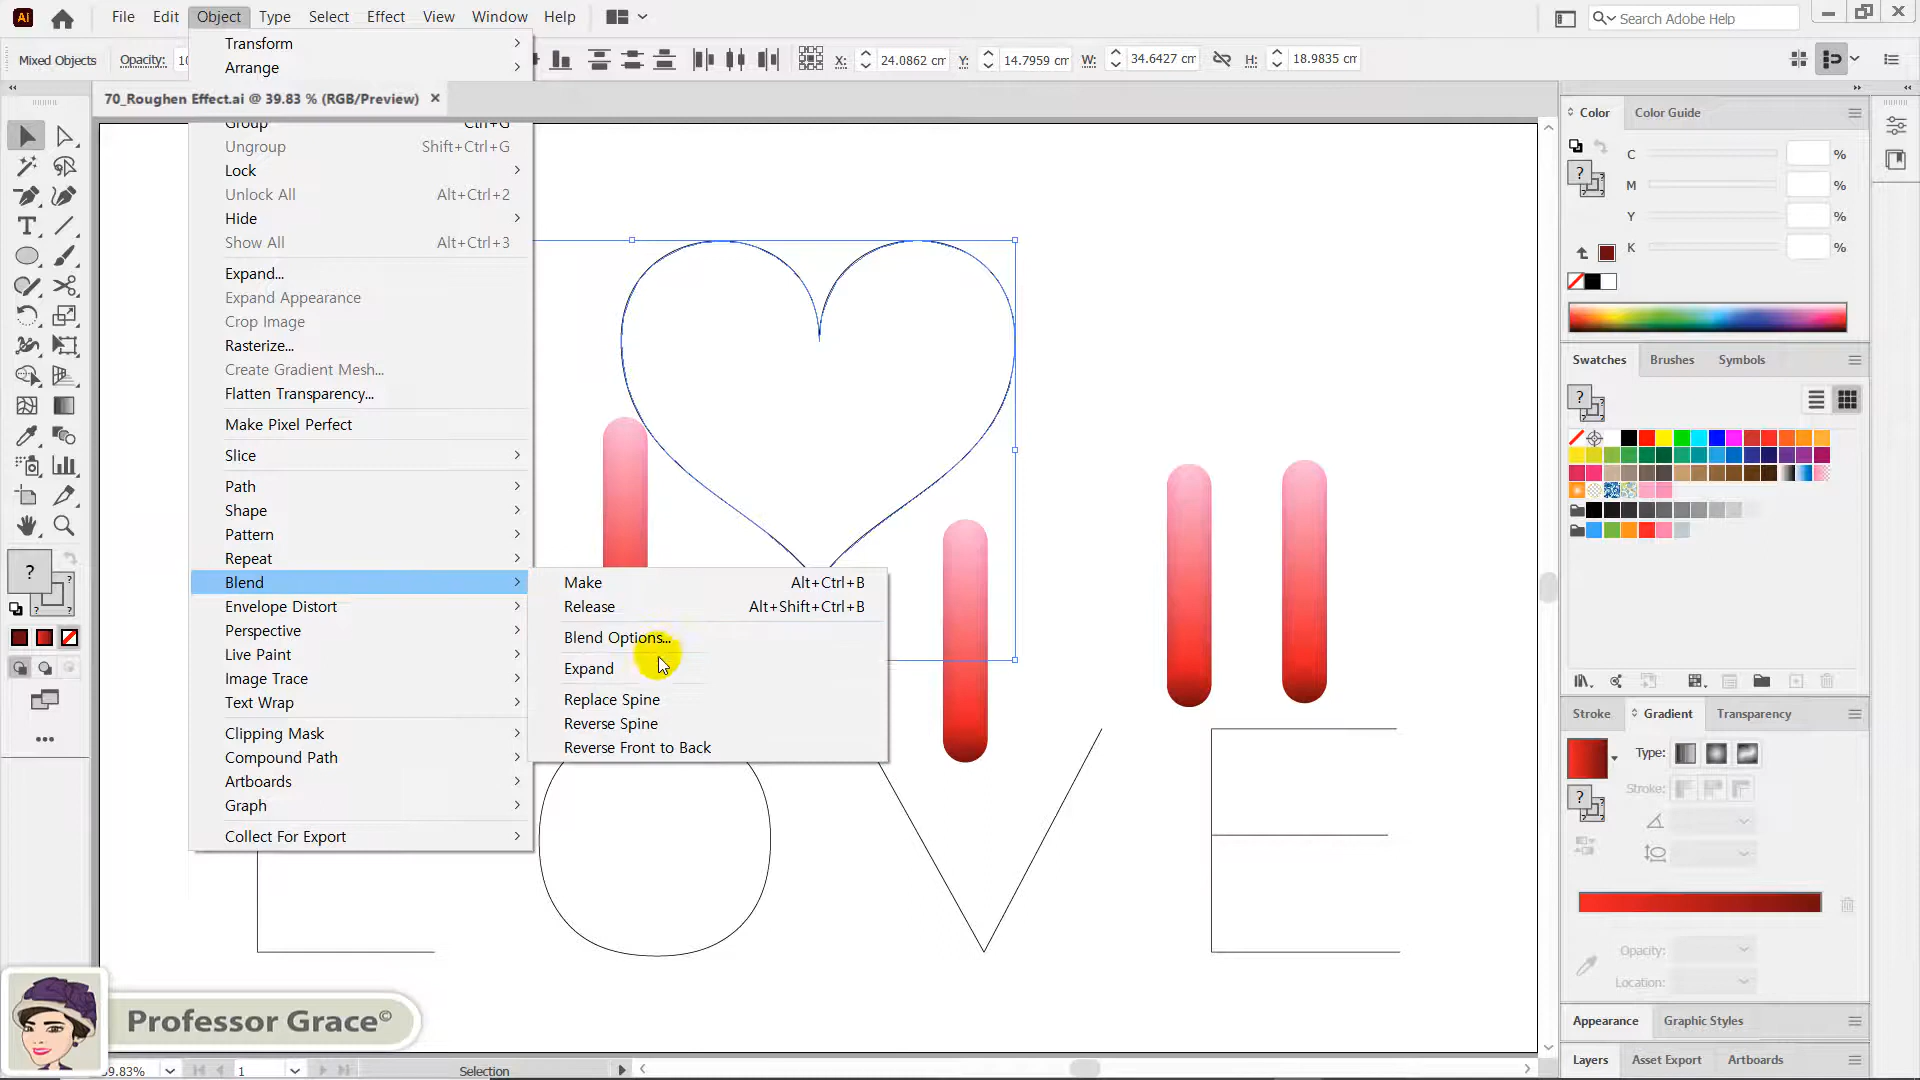 Ai File Edit Object Type Select Effect View Window Help Search Adobe Help
Mixed Objects Opacity: 10 X: 24.0862 cm Y: 14.7959 cm W: 34.6427 cm H: 18.9835 cm
70_Roughen Effect.ai @ 39.83 % (RGB/Preview)
Transform
Arrange
Group Ctrl+G
Ungroup Shift+Ctrl+G
Lock
Unlock All Alt+Ctrl+2
Hide
Show All Alt+Ctrl+3
Expand...
Expand Appearance
Crop Image
Rasterize...
Create Gradient Mesh...
Flatten Transparency...
Make Pixel Perfect
Slice
Path
Shape
Pattern
Repeat
Blend
Envelope Distort
Perspective
Live Paint
Image Trace
Text Wrap
Clipping Mask
Compound Path
Artboards
Graph
Collect For Export
Make Alt+Ctrl+B
Release Alt+Shift+Ctrl+B
Blend Options...
Expand
Replace Spine
Reverse Spine
Reverse Front to Back
LOVE
Color Color Guide
C %
M %
Y %
K %
Swatches Brushes Symbols
Stroke Gradient Transparency
Type:
Stroke:
Opacity:
Location:
Appearance Graphic Styles
Layers Asset Export Artboards
Professor Grace©
39.83% 1 Selection